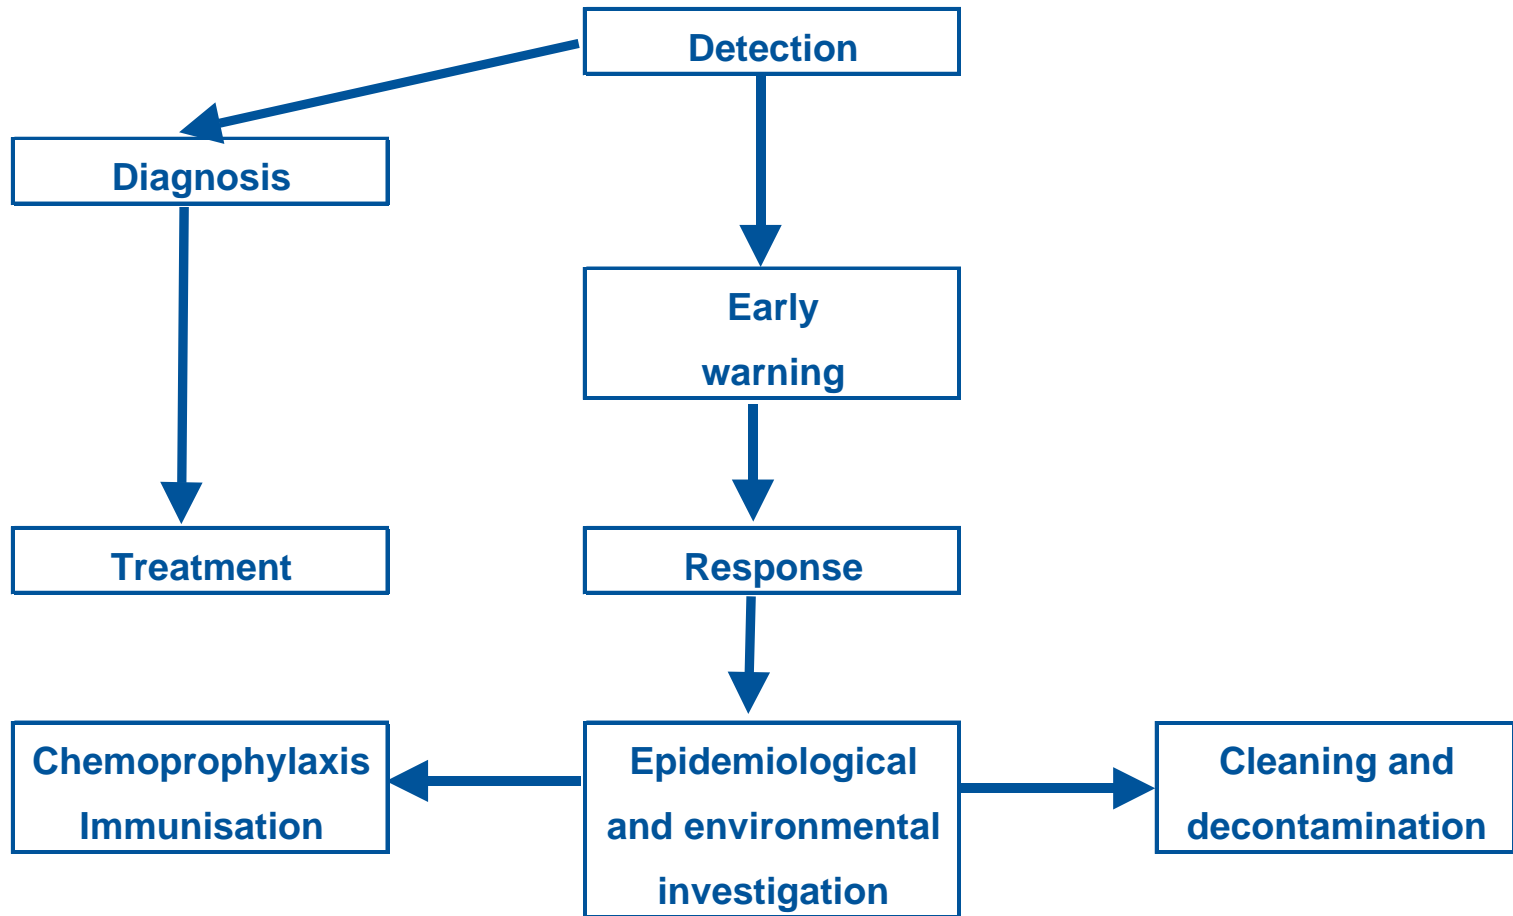 Detection
Diagnosis
Early
warning
Treatment
Response
Chemoprophylaxis
Immunisation
Epidemiological
and environmental
investigation
Cleaning and
decontamination